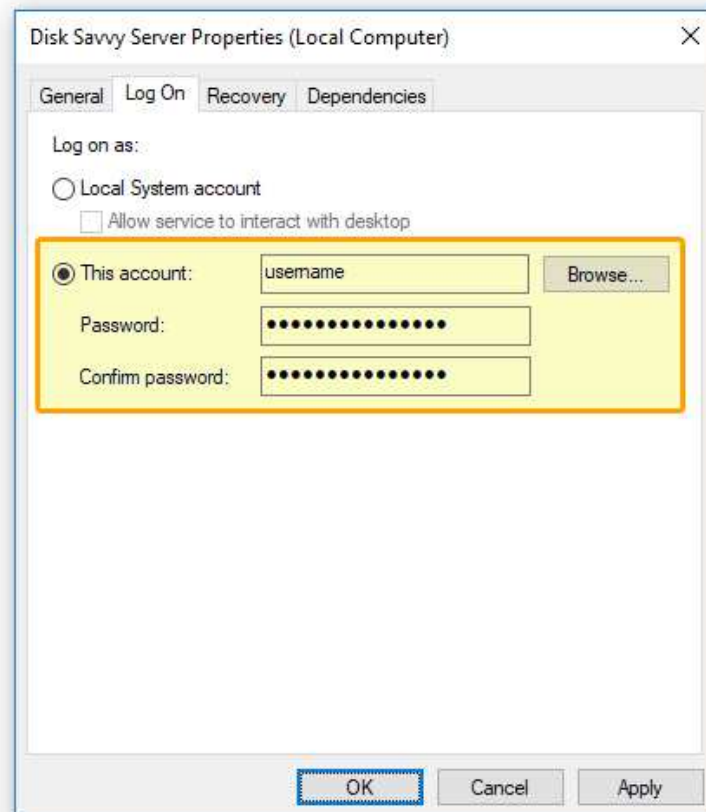 Disk Savvy Server Properties (Local Computer)
General Log On Recovery Dependencies
Log on as:
Local System account
Allow service to interact with desktop
This account: username Browse...
Password: ●●●●●●●●●●●●●●●
Confirm password: ●●●●●●●●●●●●●●●
OK Cancel Apply